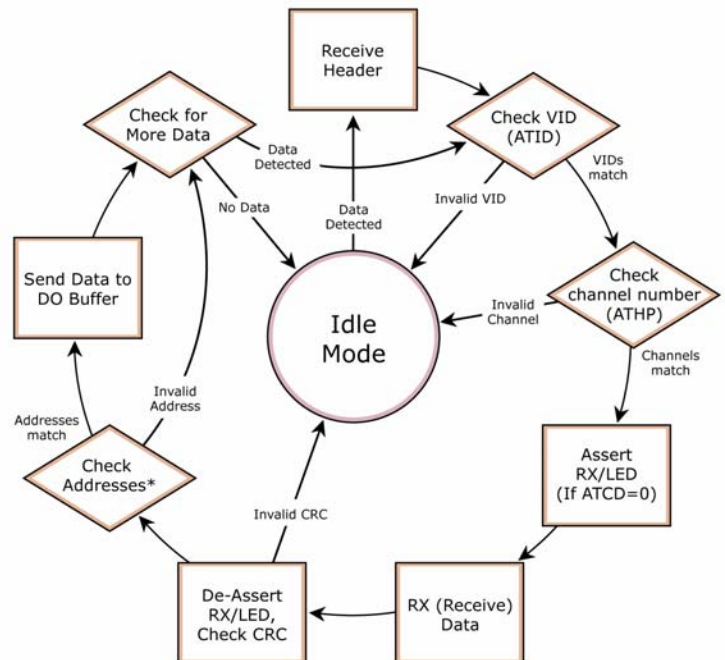 Receive
Header
Check for
More Data
Check VID
(ATID)
Data
Detected
VIDs
match
No Data
Data
Detected
Invalid VID
Send Data to
DO Buffer
Check
channel number
(ATHP)
Idle
Mode
Invalid
Channel
Channels
match
Invalid
Address
Addresses
match
Check
Addresses*
Assert
RX/LED
(If ATCD=0)
Invalid CRC
De-Assert
RX/LED,
Check CRC
RX (Receive)
Data